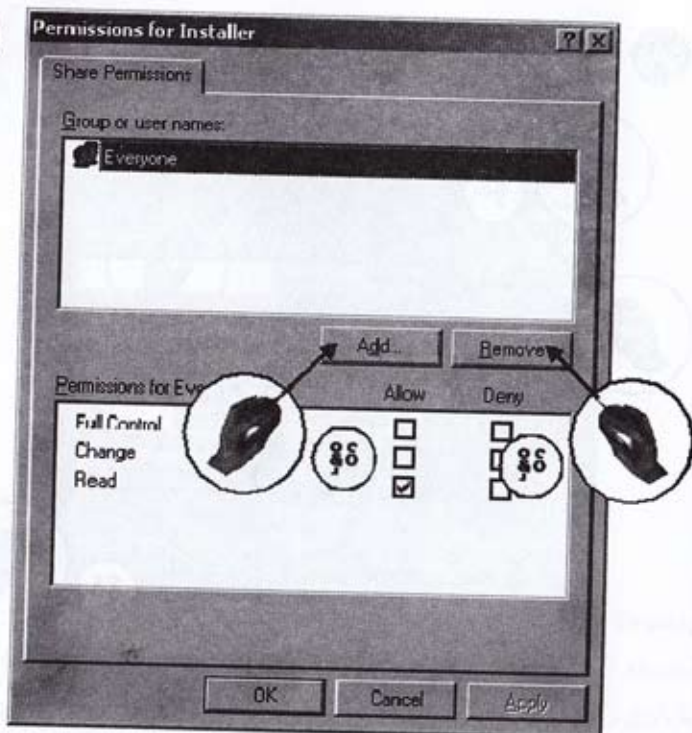 Permissions for Installer
Share Permissions
Group or user names:
Everyone
Add...
Remove
Permissions for Eve
Allow
Deny
Full Control
Change
Read
OK
Cancel
Apply